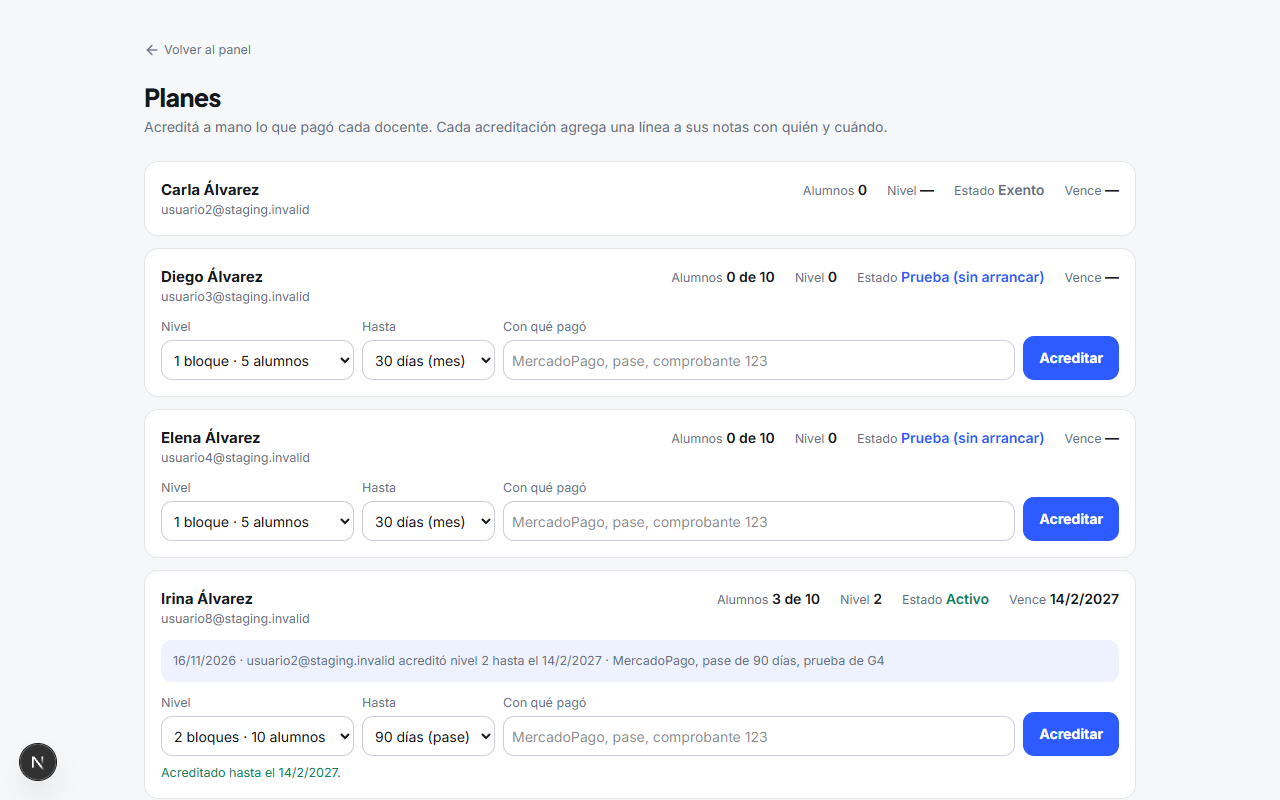 Volver al panel
Planes
Acreditá a mano lo que pagó cada docente. Cada acreditación agrega una línea a sus notas con quién y cuándo.
Carla Álvarez
Alumnos 0 Nivel — Estado Exento Vence —
usuario2@staging.invalid
Diego Álvarez
Alumnos 0 de 10 Nivel 0 Estado Prueba (sin arrancar) Vence —
usuario3@staging.invalid
Nivel Hasta Con qué pagó
1 bloque · 5 alumnos 30 días (mes) MercadoPago, pase, comprobante 123 Acreditar
Elena Álvarez
Alumnos 0 de 10 Nivel 0 Estado Prueba (sin arrancar) Vence —
usuario4@staging.invalid
Nivel Hasta Con qué pagó
1 bloque · 5 alumnos 30 días (mes) MercadoPago, pase, comprobante 123 Acreditar
Irina Álvarez
Alumnos 3 de 10 Nivel 2 Estado Activo Vence 14/2/2027
usuario8@staging.invalid
16/11/2026 · usuario2@staging.invalid acreditó nivel 2 hasta el 14/2/2027 · MercadoPago, pase de 90 días, prueba de G4
Nivel Hasta Con qué pagó
2 bloques · 10 alumnos 90 días (pase) MercadoPago, pase, comprobante 123 Acreditar
Acreditado hasta el 14/2/2027.
N